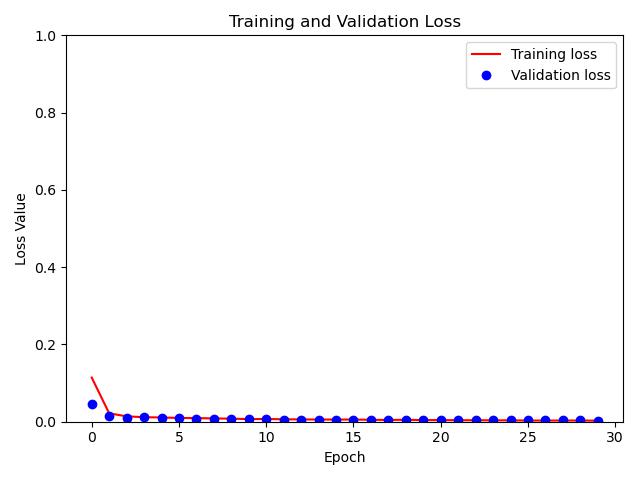 Training and Validation Loss
Training loss
Validation loss
1.0
0.8
0.6
0.4
0.2
0.0
Loss Value
0 5 10 15 20 25 30
Epoch